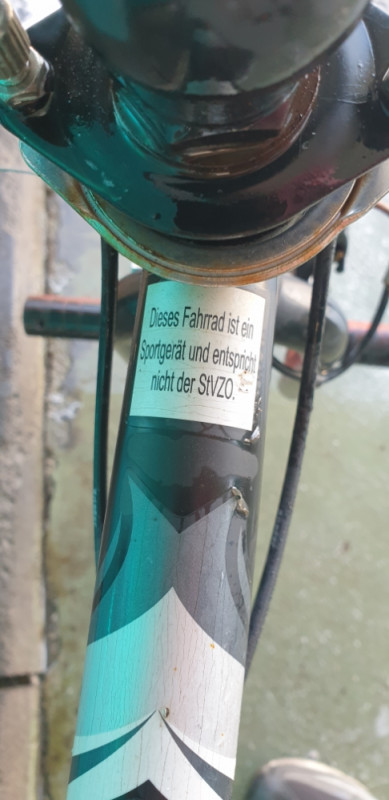 Dieses Fahrrad ist ein
Sportgerät und entspricht
nicht der StVZO.